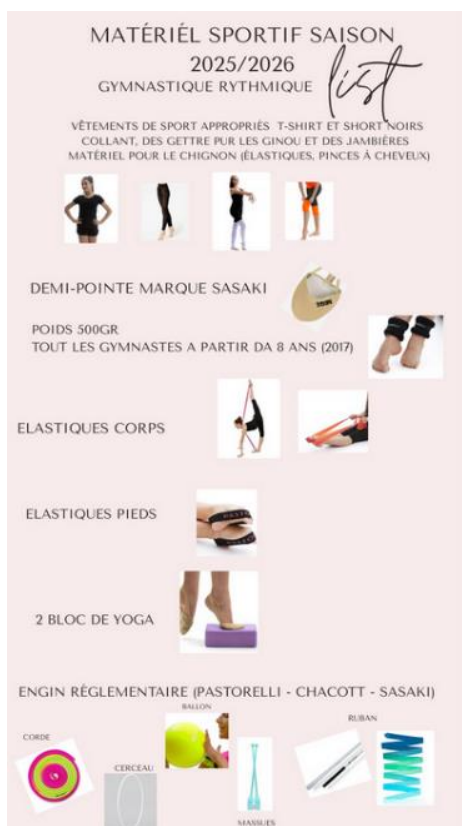 MATÉRIÉL SPORTIF SAISON
2025/2026
GYMNASTIQUE RYTHMIQUE
list
VÊTEMENTS DE SPORT APPROPRIÉS T-SHIRT ET SHORT NOIRS
COLLANT, DES GETTRE PUR LES GINOU ET DES JAMBIÈRES
MATÉRIEL POUR LE CHIGNON (ÉLASTIQUES, PINCES À CHEVEUX)
DEMI-POINTE MARQUE SASAKI
POIDS 500GR
TOUT LES GYMNASTES A PARTIR DA 8 ANS (2017)
ELASTIQUES CORPS
ELASTIQUES PIEDS
2 BLOC DE YOGA
ENGIN RÉGLEMENTAIRE (PASTORELLI - CHACOTT - SASAKI)
BALLON
RUBAN
CORDE
CERCEAU
MASSUES